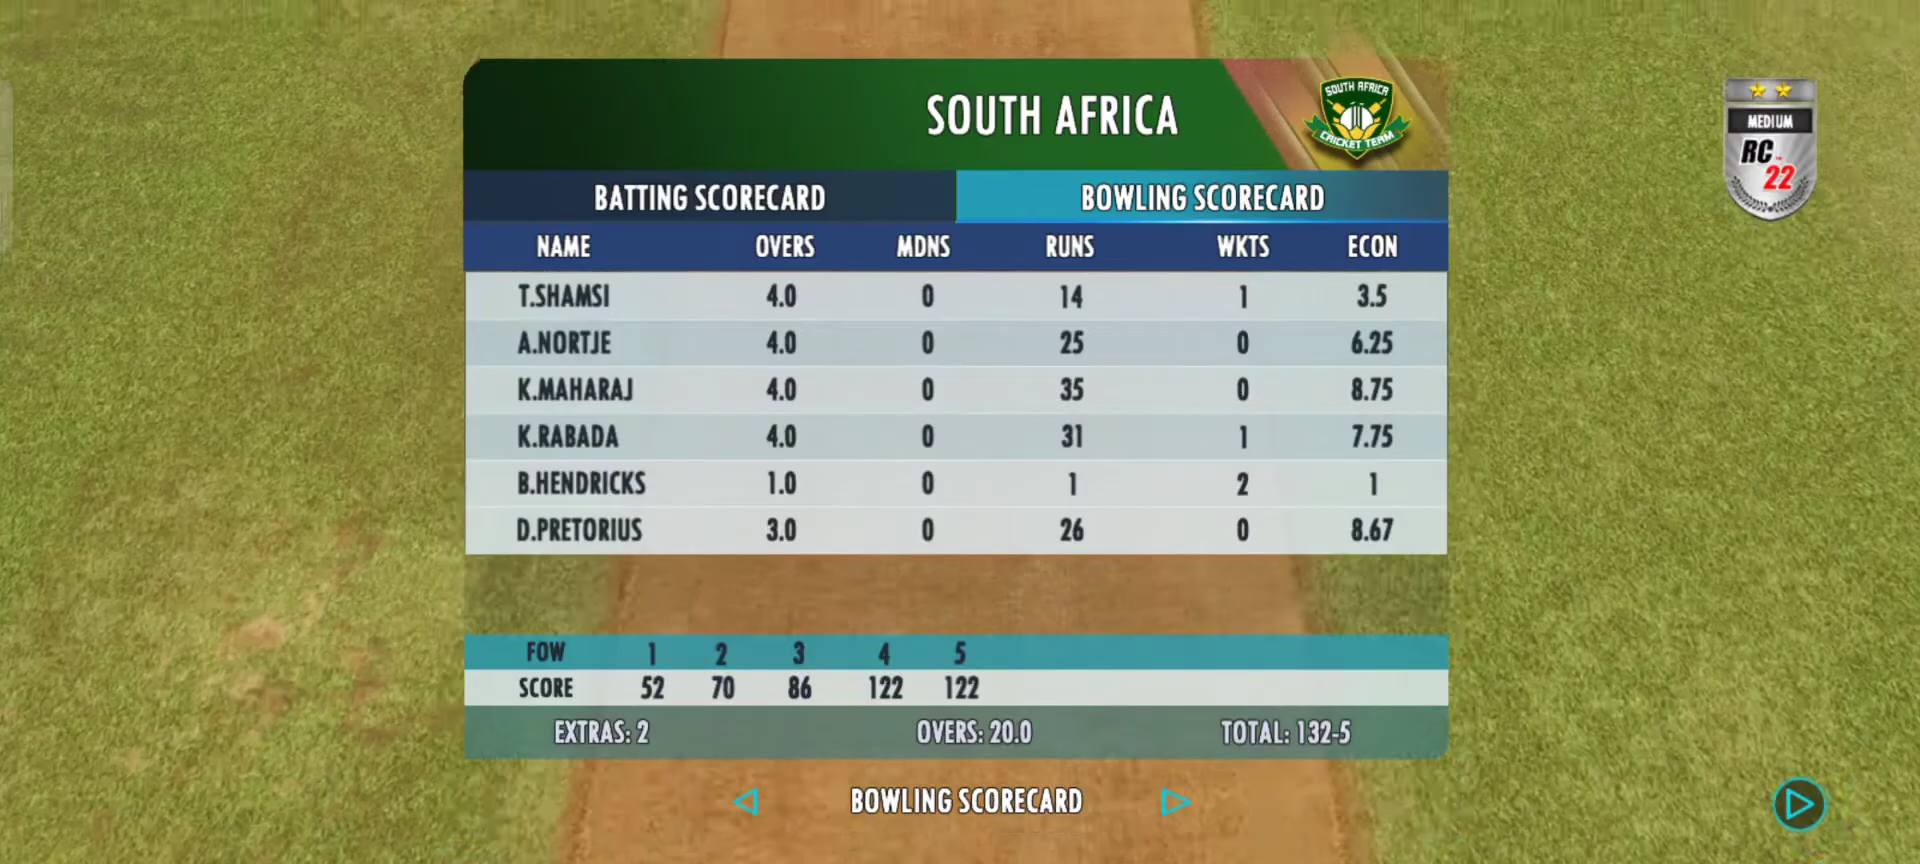 SOUTH AFRICA
SOUTH AFRICA
CRICKET TEAM
MEDIUM
RC
22
BATTING SCORECARD BOWLING SCORECARD
NAME OVERS MDNS RUNS WKTS ECON
T.SHAMSI 4.0 0 14 1 3.5
A.NORTJE 4.0 0 25 0 6.25
K.MAHARAJ 4.0 0 35 0 8.75
K.RABADA 4.0 0 31 1 7.75
B.HENDRICKS 1.0 0 1 2 1
D.PRETORIUS 3.0 0 26 0 8.67
FOW 1 2 3 4 5
SCORE 52 70 86 122 122
EXTRAS: 2 OVERS: 20.0 TOTAL: 132-5
BOWLING SCORECARD